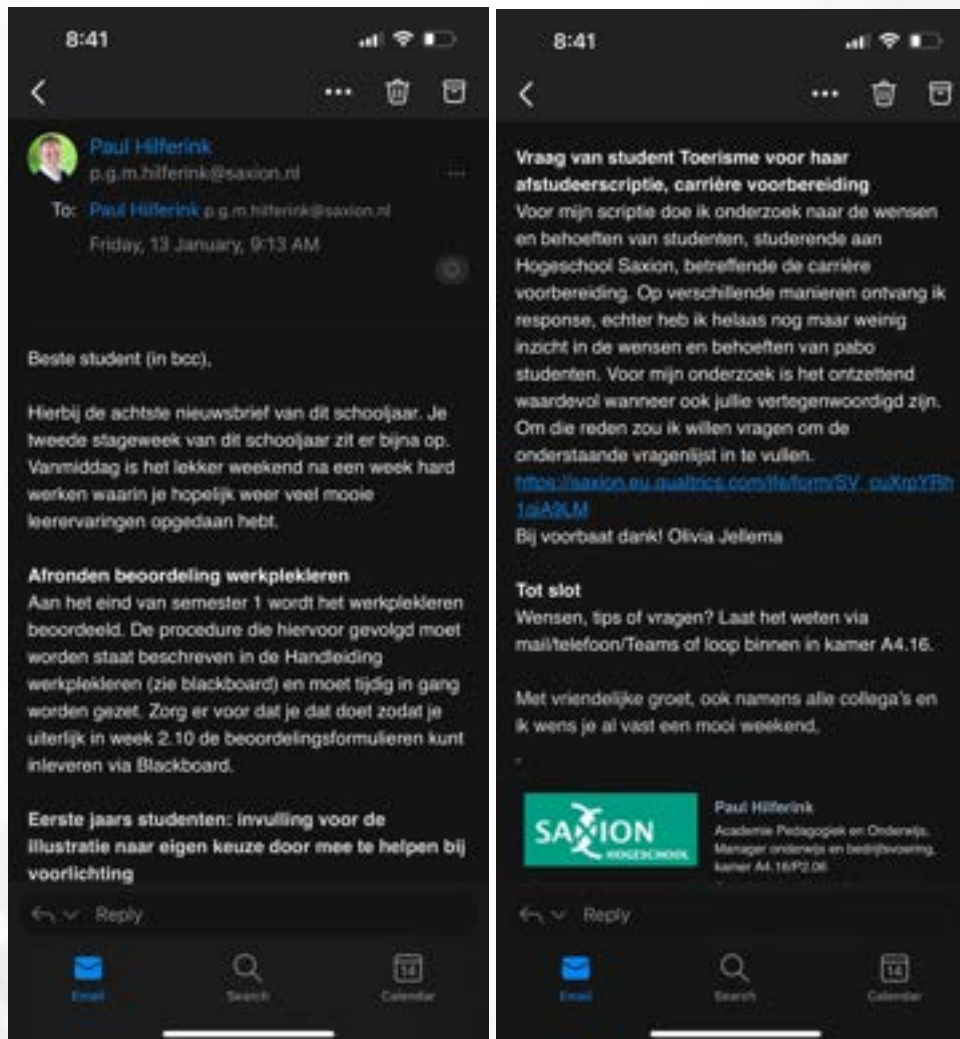 8:41
Paul Hilferink
p.g.m.hilferink@saxion.nl
To: Paul Hilferink p.g.m.hilferink@saxion.nl
Friday, 13 January, 9:13 AM
Beste student (in bcc),
Hierbij de achtste nieuwsbrief van dit schooljaar. Je
tweede stageweek van dit schooljaar zit er bijna op.
Vanmiddag is het lekker weekend na een week hard
werken waarin je hopelijk weer veel mooie
leerervaringen opgedaan hebt.
Afronden beoordeling werkplekleren
Aan het eind van semester 1 wordt het werkplekleren
beoordeeld. De procedure die hiervoor gevolgd moet
worden staat beschreven in de Handleiding
werkplekleren (zie blackboard) en moet tijdig in gang
worden gezet. Zorg er voor dat je dat doet zodat je
uiterlijk in week 2.10 de beoordelingsformulieren kunt
inleveren via Blackboard.
Eerste jaars studenten: invulling voor de
illustratie naar eigen keuze door mee te helpen bij
voorlichting
Reply
Email
Search
14
Calendar
8:41
Vraag van student Toerisme voor haar
afstudeerscriptie, carrière voorbereiding
Voor mijn scriptie doe ik onderzoek naar de wensen
en behoeften van studenten, studerende aan
Hogeschool Saxion, betreffende de carrière
voorbereiding. Op verschillende manieren ontvang ik
response, echter heb ik helaas nog maar weinig
inzicht in de wensen en behoeften van pabo
studenten. Voor mijn onderzoek is het ontzettend
waardevol wanneer ook jullie vertegenwoordigd zijn.
Om die reden zou ik willen vragen om de
onderstaande vragenlijst in te vullen.
Bij voorbaat dank! Olivia Jellema
Tot slot
Wensen, tips of vragen? Laat het weten via
mail/telefoon/Teams of loop binnen in kamer A4.16.
Met vriendelijke groet, ook namens alle collega's en
ik wens je al vast een mooi weekend,
SAXION
HOGESCHOOL
Paul Hilferink
Academie Pedagogiek en Onderwijs,
Manager onderwijs en bedrijfsvoering,
kamer A4.16/P2.06
Reply
Email
Search
14
Calendar